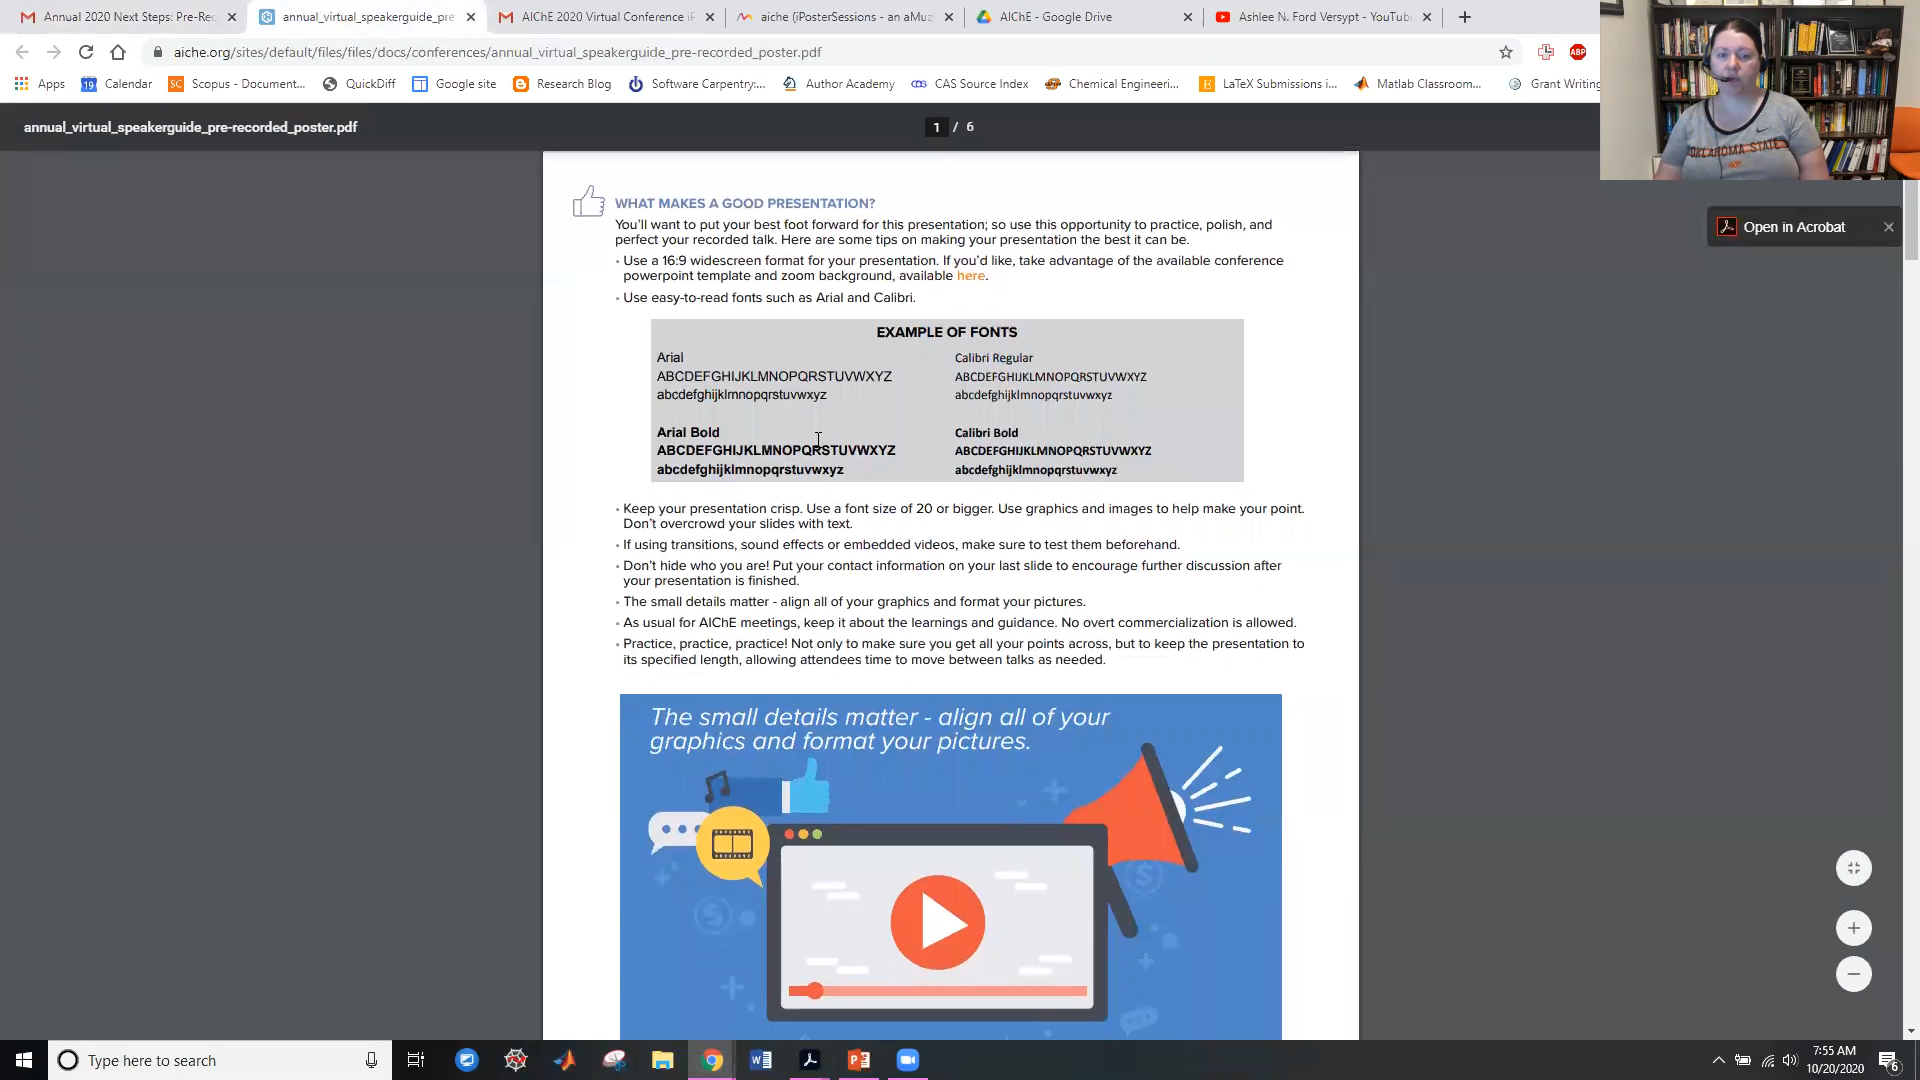 Annual 2020 Next Steps: Pre-Rec
annual_virtual_speakerguide_pre
AIChE 2020 Virtual Conference iP
aiche (iPosterSessions - an aMuz
AIChE - Google Drive
Ashlee N. Ford Versypt - YouTub
aiche.org/sites/default/files/files/docs/conferences/annual_virtual_speakerguide_pre-recorded_poster.pdf
ABP
Apps
19 Calendar
SC Scopus - Document...
QuickDiff
Google site
Research Blog
Software Carpentry:...
Author Academy
CAS Source Index
Chemical Engineeri...
LaTeX Submissions i...
Matlab Classroom...
Grant Writing
annual_virtual_speakerguide_pre-recorded_poster.pdf
1 / 6
OKLAHOMA STATE
Open in Acrobat
WHAT MAKES A GOOD PRESENTATION?
You'll want to put your best foot forward for this presentation; so use this opportunity to practice, polish, and
perfect your recorded talk. Here are some tips on making your presentation the best it can be.
• Use a 16:9 widescreen format for your presentation. If you'd like, take advantage of the available conference
powerpoint template and zoom background, available here.
• Use easy-to-read fonts such as Arial and Calibri.
EXAMPLE OF FONTS
Arial
ABCDEFGHIJKLMNOPQRSTUVWXYZ
abcdefghijklmnopqrstuvwxyz
Calibri Regular
ABCDEFGHIJKLMNOPQRSTUVWXYZ
abcdefghijklmnopqrstuvwxyz
Arial Bold
ABCDEFGHIJKLMNOPQRSTUVWXYZ
abcdefghijklmnopqrstuvwxyz
Calibri Bold
ABCDEFGHIJKLMNOPQRSTUVWXYZ
abcdefghijklmnopqrstuvwxyz
• Keep your presentation crisp. Use a font size of 20 or bigger. Use graphics and images to help make your point.
Don't overcrowd your slides with text.
• If using transitions, sound effects or embedded videos, make sure to test them beforehand.
• Don't hide who you are! Put your contact information on your last slide to encourage further discussion after
your presentation is finished.
• The small details matter - align all of your graphics and format your pictures.
• As usual for AIChE meetings, keep it about the learnings and guidance. No overt commercialization is allowed.
• Practice, practice, practice! Not only to make sure you get all your points across, but to keep the presentation to
its specified length, allowing attendees time to move between talks as needed.
The small details matter - align all of your
graphics and format your pictures.
Type here to search
7:55 AM
10/20/2020
6